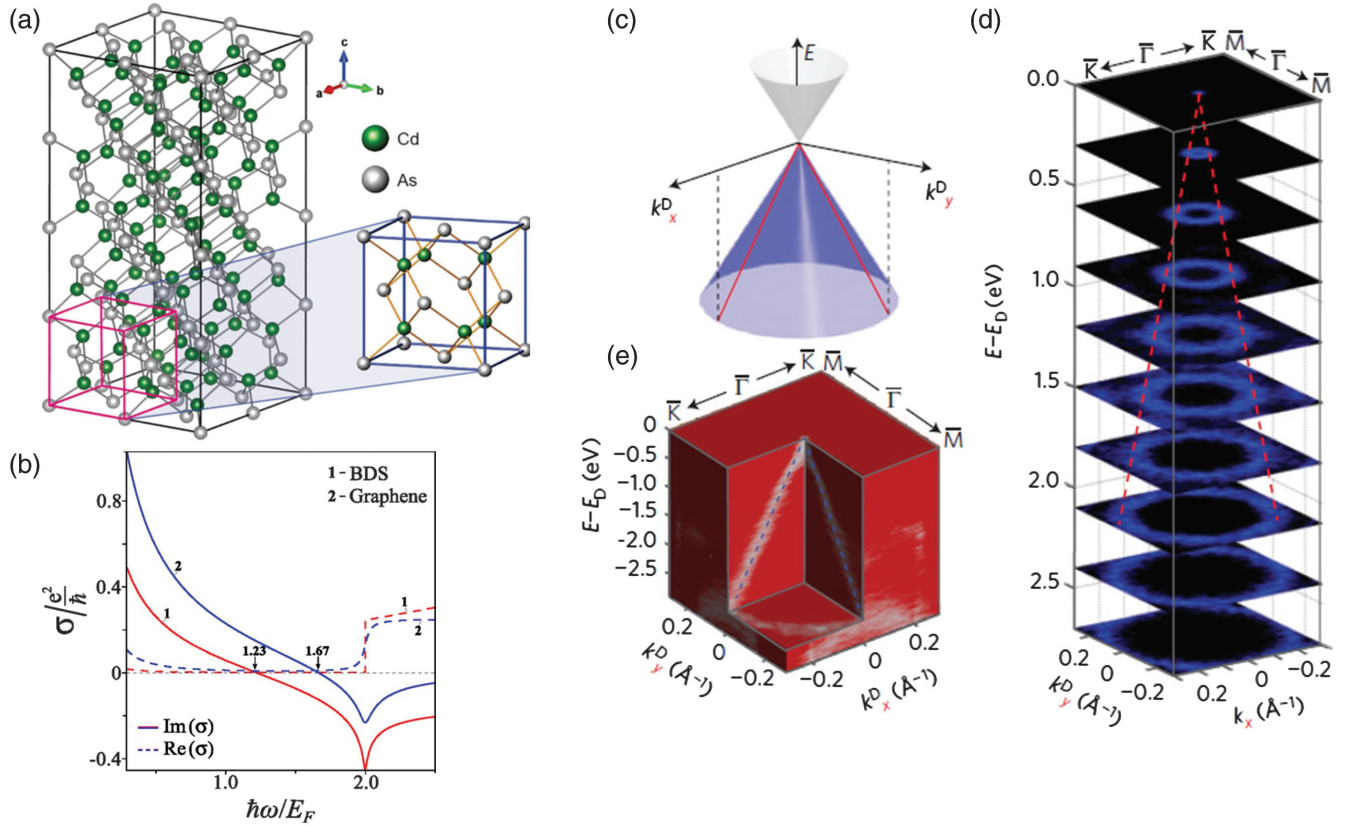 (a)
c
a
b
Cd
As
(b)
1 - BDS
2 - Graphene
0.8
0.4
0
-0.4
σ/e²/ħ
2
1
1.23
1.67
1
2
Im(σ)
Re(σ)
1.0
2.0
ħω/E_F
(c)
E
k^D_x
k^D_y
(e)
K̅ Γ̅ K̅ M̅ Γ̅ M̅
E−E_D (eV)
0
−0.5
−1.0
−1.5
−2.0
−2.5
0.2
0
−0.2
k^D_y (Å⁻¹)
−0.2
0
0.2
k^D_x (Å⁻¹)
(d)
K̅ Γ̅ K̅ M̅ Γ̅ M̅
0.0
0.5
1.0
1.5
2.0
2.5
E−E_D (eV)
0.2
0
−0.2
k^D_y (Å⁻¹)
0.2
0
−0.2
k_x (Å⁻¹)